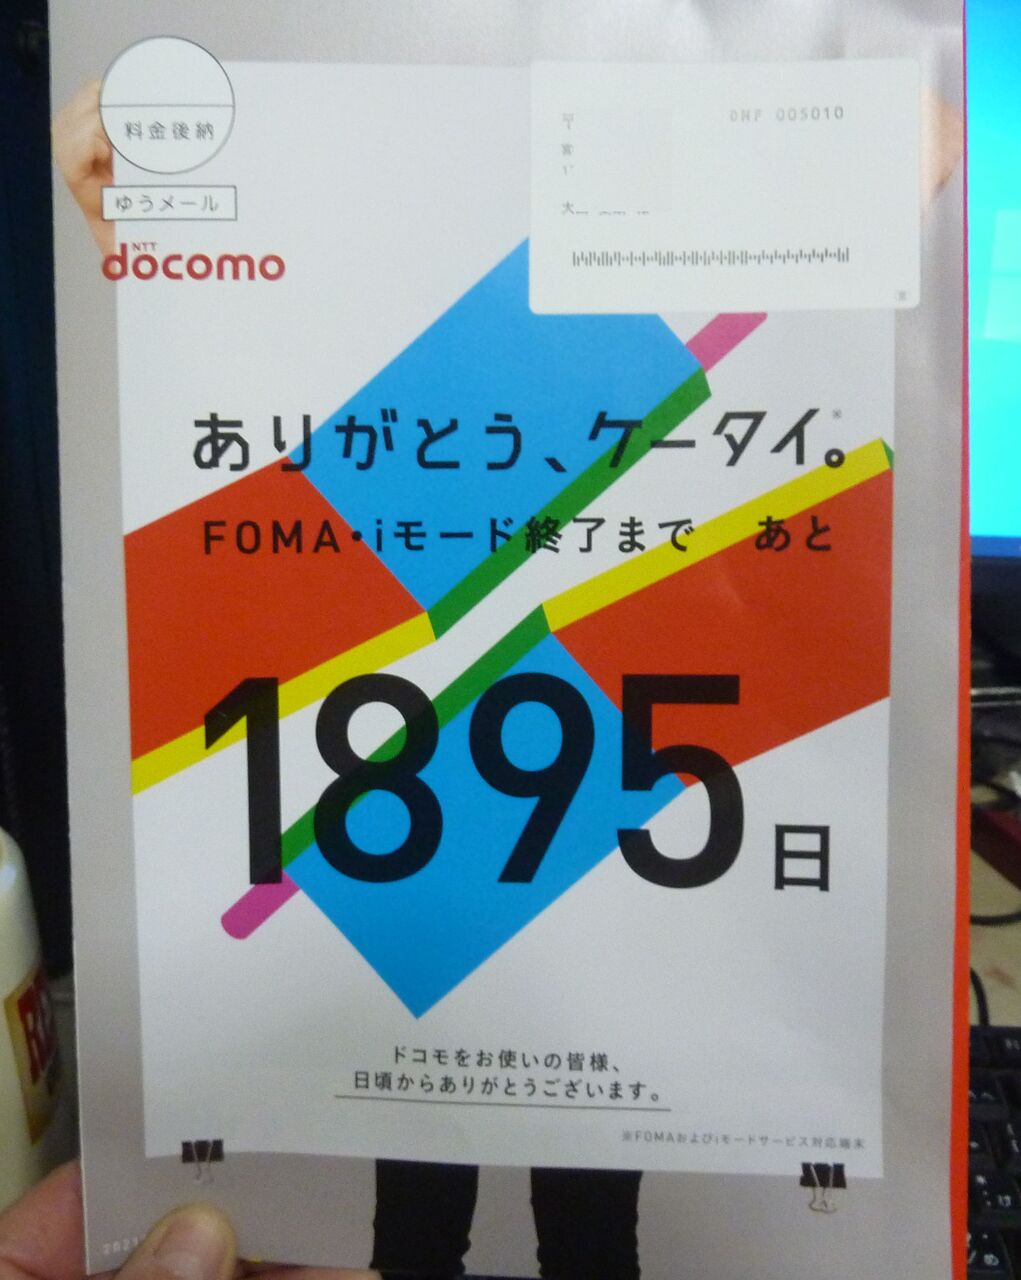 料金後納
ゆうメール
NTT
docomo
DMF 005010
ありがとう、ケータイ。※
FOMA・iモード終了まで あと
1895日
ドコモをお使いの皆様、
日頃からありがとうございます。
※FOMAおよびiモードサービス対応端末
2021